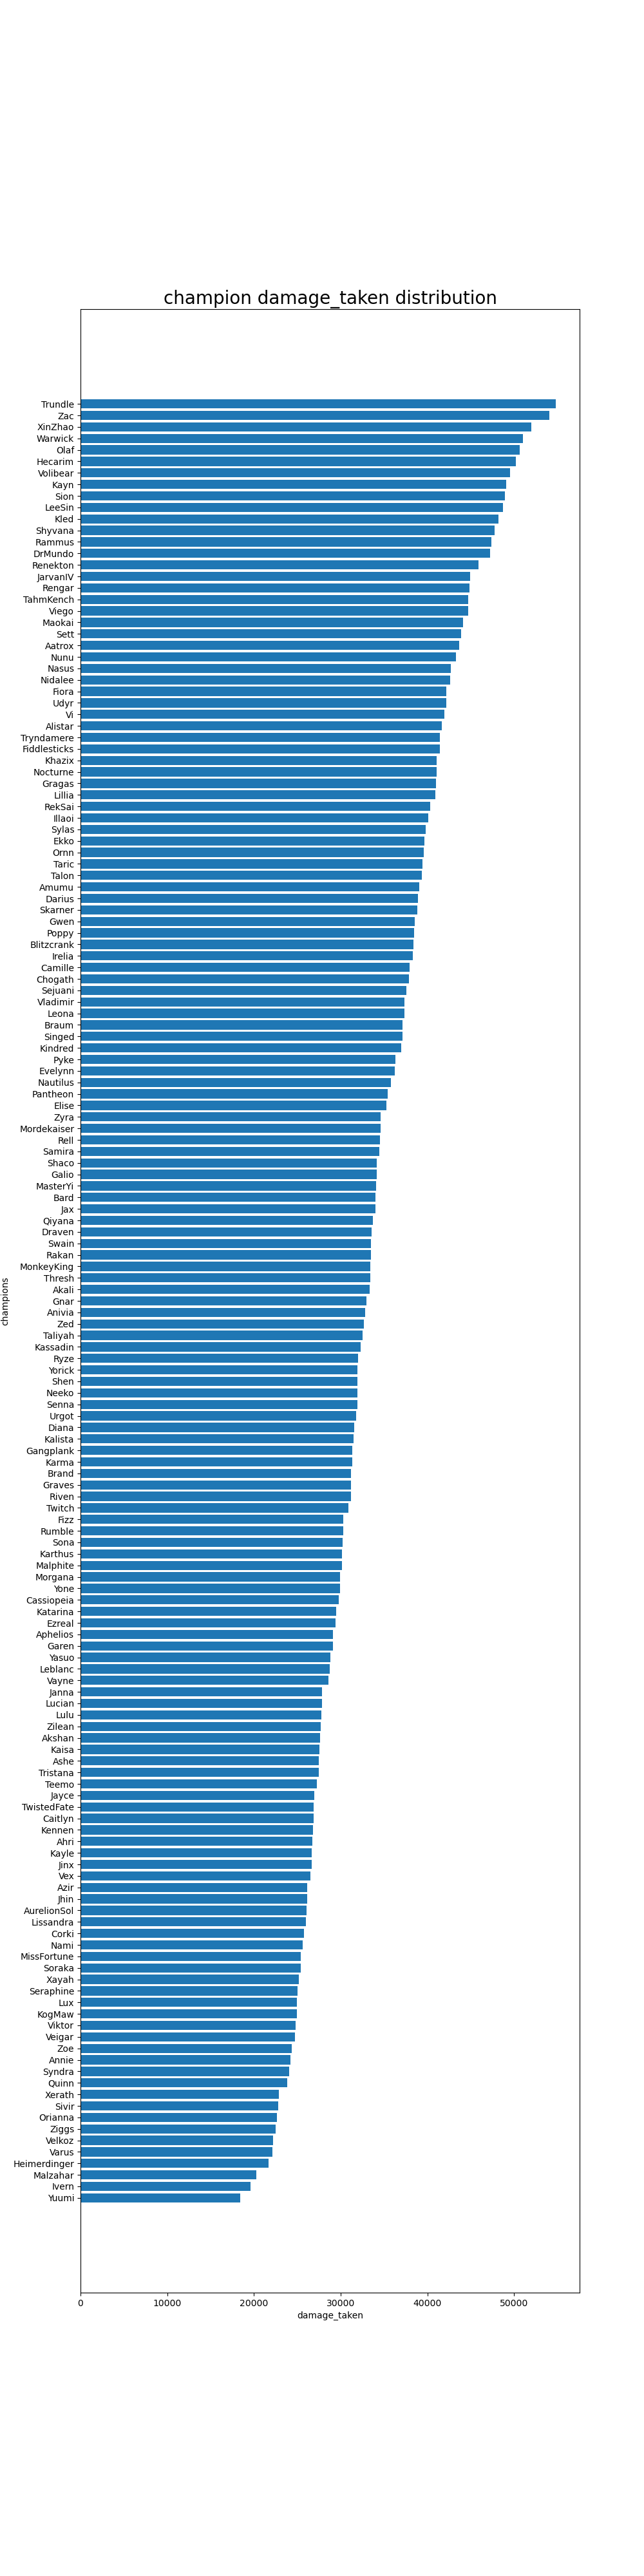 champion damage_taken distribution
Trundle
Zac
XinZhao
Warwick
Olaf
Hecarim
Volibear
Kayn
Sion
LeeSin
Kled
Shyvana
Rammus
DrMundo
Renekton
JarvanIV
Rengar
TahmKench
Viego
Maokai
Sett
Aatrox
Nunu
Nasus
Nidalee
Fiora
Udyr
Vi
Alistar
Tryndamere
Fiddlesticks
Khazix
Nocturne
Gragas
Lillia
RekSai
Illaoi
Sylas
Ekko
Ornn
Taric
Talon
Amumu
Darius
Skarner
Gwen
Poppy
Blitzcrank
Irelia
Camille
Chogath
Sejuani
Vladimir
Leona
Braum
Singed
Kindred
Pyke
Evelynn
Nautilus
Pantheon
Elise
Zyra
Mordekaiser
Rell
Samira
Shaco
Galio
MasterYi
Bard
Jax
Qiyana
Draven
Swain
Rakan
MonkeyKing
Thresh
Akali
Gnar
Anivia
Zed
Taliyah
Kassadin
Ryze
Yorick
Shen
Neeko
Senna
Urgot
Diana
Kalista
Gangplank
Karma
Brand
Graves
Riven
Twitch
Fizz
Rumble
Sona
Karthus
Malphite
Morgana
Yone
Cassiopeia
Katarina
Ezreal
Aphelios
Garen
Yasuo
Leblanc
Vayne
Janna
Lucian
Lulu
Zilean
Akshan
Kaisa
Ashe
Tristana
Teemo
Jayce
TwistedFate
Caitlyn
Kennen
Ahri
Kayle
Jinx
Vex
Azir
Jhin
AurelionSol
Lissandra
Corki
Nami
MissFortune
Soraka
Xayah
Seraphine
Lux
KogMaw
Viktor
Veigar
Zoe
Annie
Syndra
Quinn
Xerath
Sivir
Orianna
Ziggs
Velkoz
Varus
Heimerdinger
Malzahar
Ivern
Yuumi
champions
0 10000 20000 30000 40000 50000
damage_taken